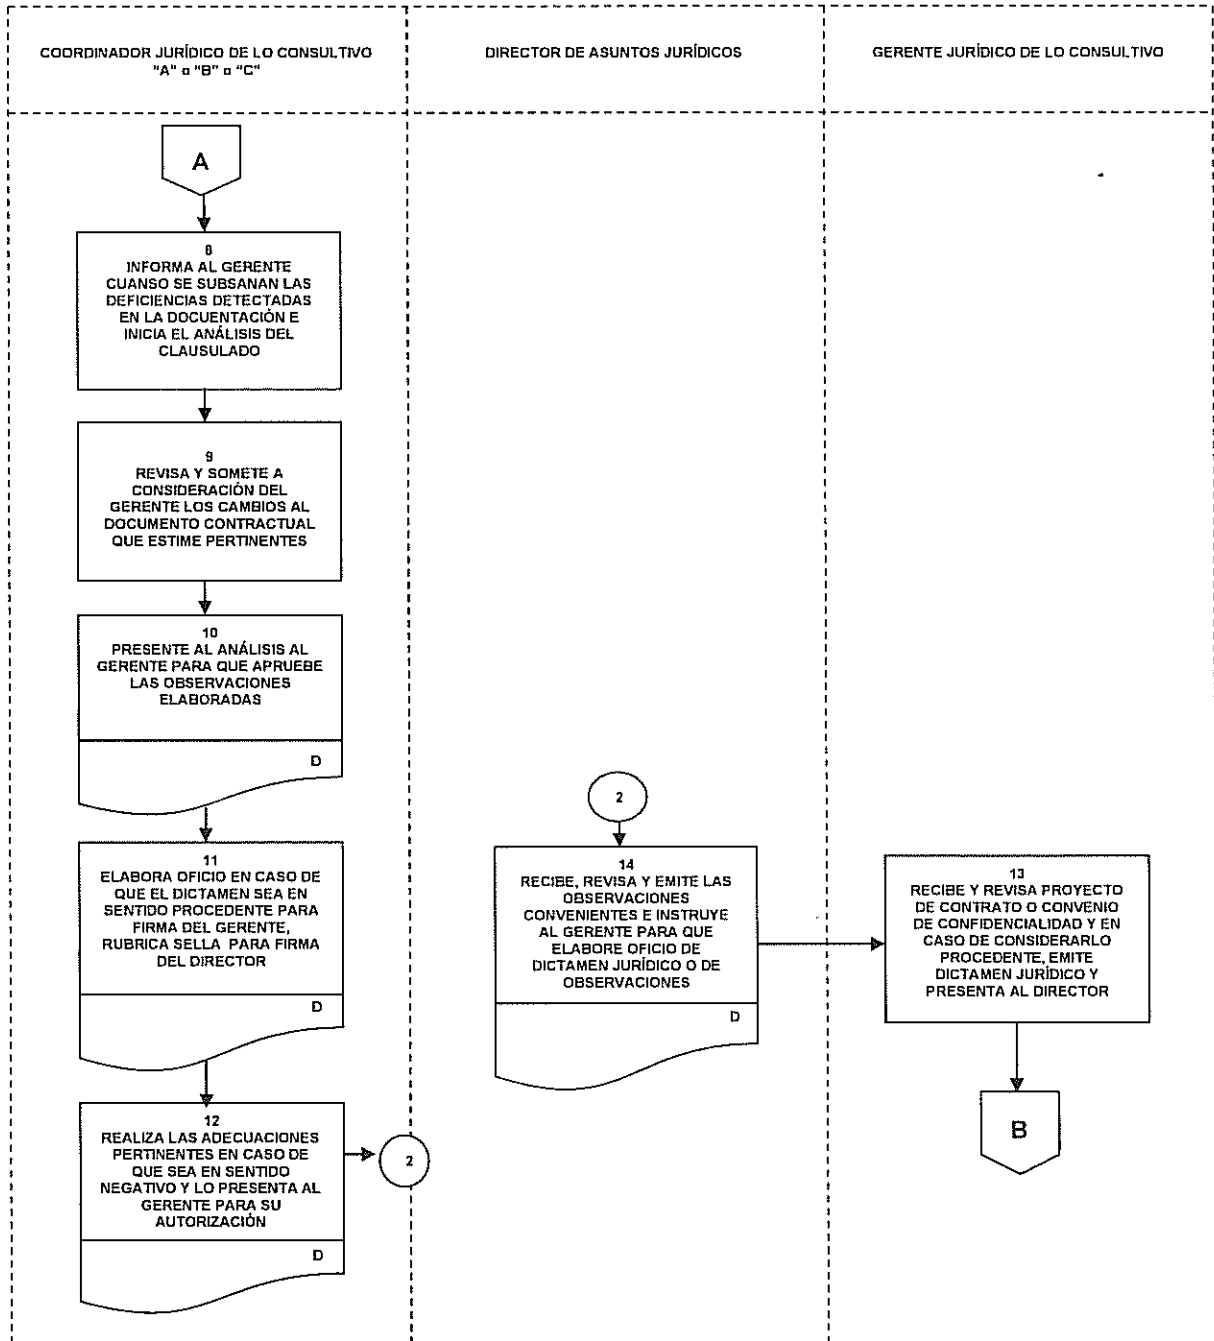 COORDINADOR JURÍDICO DE LO CONSULTIVO
"A" o "B" o "C"
DIRECTOR DE ASUNTOS JURÍDICOS
GERENTE JURÍDICO DE LO CONSULTIVO
A
8
INFORMA AL GERENTE
CUANSO SE SUBSANAN LAS
DEFICIENCIAS DETECTADAS
EN LA DOCUENTACIÓN E
INICIA EL ANÁLISIS DEL
CLAUSULADO
9
REVISA Y SOMETE A
CONSIDERACIÓN DEL
GERENTE LOS CAMBIOS AL
DOCUMENTO CONTRACTUAL
QUE ESTIME PERTINENTES
10
PRESENTE AL ANÁLISIS AL
GERENTE PARA QUE APRUEBE
LAS OBSERVACIONES
ELABORADAS
D
11
ELABORA OFICIO EN CASO DE
QUE EL DICTAMEN SEA EN
SENTIDO PROCEDENTE PARA
FIRMA DEL GERENTE,
RUBRICA SELLA PARA FIRMA
DEL DIRECTOR
D
12
REALIZA LAS ADECUACIONES
PERTINENTES EN CASO DE
QUE SEA EN SENTIDO
NEGATIVO Y LO PRESENTA AL
GERENTE PARA SU
AUTORIZACIÓN
D
2
2
14
RECIBE, REVISA Y EMITE LAS
OBSERVACIONES
CONVENIENTES E INSTRUYE
AL GERENTE PARA QUE
ELABORE OFICIO DE
DICTAMEN JURÍDICO O DE
OBSERVACIONES
D
13
RECIBE Y REVISA PROYECTO
DE CONTRATO O CONVENIO
DE CONFIDENCIALIDAD Y EN
CASO DE CONSIDERARLO
PROCEDENTE, EMITE
DICTAMEN JURÍDICO Y
PRESENTA AL DIRECTOR
B